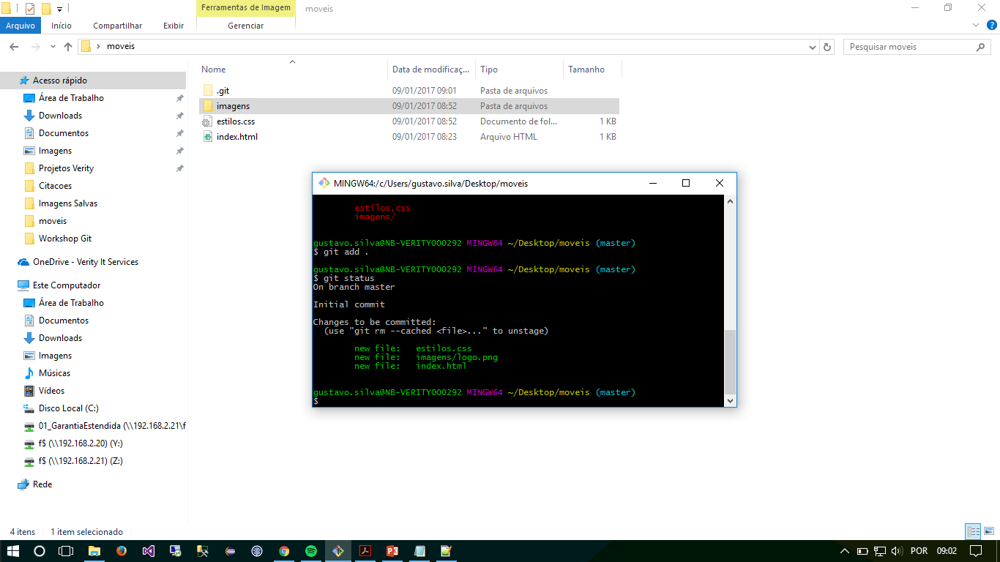 Ferramentas de Imagem
moveis
Arquivo
Início
Compartilhar
Exibir
Gerenciar
moveis
Pesquisar moveis
Nome
Data de modificaç...
Tipo
Tamanho
.git
09/01/2017 09:01
Pasta de arquivos
imagens
09/01/2017 08:52
Pasta de arquivos
estilos.css
09/01/2017 08:52
Documento de fol...
1 KB
index.html
09/01/2017 08:23
Arquivo HTML
1 KB
Acesso rápido
Área de Trabalho
Downloads
Documentos
Imagens
Projetos Verity
Citacoes
Imagens Salvas
moveis
Workshop Git
OneDrive - Verity It Services
Este Computador
Área de Trabalho
Documentos
Downloads
Imagens
Músicas
Vídeos
Disco Local (C:)
01_GarantiaEstendida (\\192.168.2.21\f
f$ (\\192.168.2.20) (Y:)
f$ (\\192.168.2.21) (Z:)
Rede
MINGW64:/c/Users/gustavo.silva/Desktop/moveis
estilos.css
imagens/
gustavo.silva@NB-VERITY000292 MINGW64 ~/Desktop/moveis (master)
$ git add .
gustavo.silva@NB-VERITY000292 MINGW64 ~/Desktop/moveis (master)
$ git status
On branch master
Initial commit
Changes to be committed:
(use "git rm --cached <file>..." to unstage)
new file: estilos.css
new file: imagens/logo.png
new file: index.html
gustavo.silva@NB-VERITY000292 MINGW64 ~/Desktop/moveis (master)
$
4 itens
1 item selecionado
POR
09:02